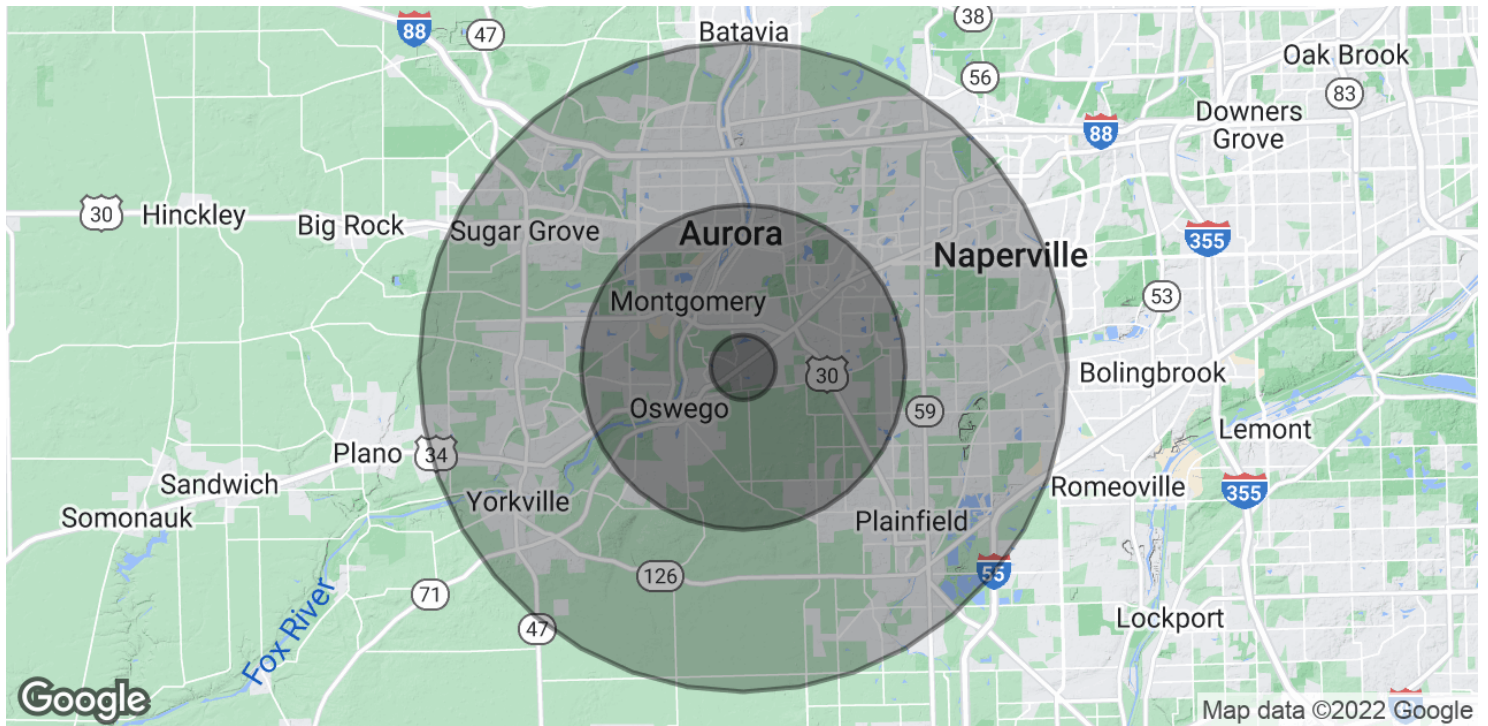 Batavia
38
88
47
Oak Brook
56
83
Downers
Grove
88
30
Hinckley
Big Rock
Sugar Grove
Aurora
Naperville
355
53
Montgomery
30
Bolingbrook
Oswego
59
Lemont
Plano
34
Sandwich
Yorkville
Romeoville
355
Somonauk
Plainfield
126
55
71
Fox River
47
Lockport
Google
Map data ©2022 Google